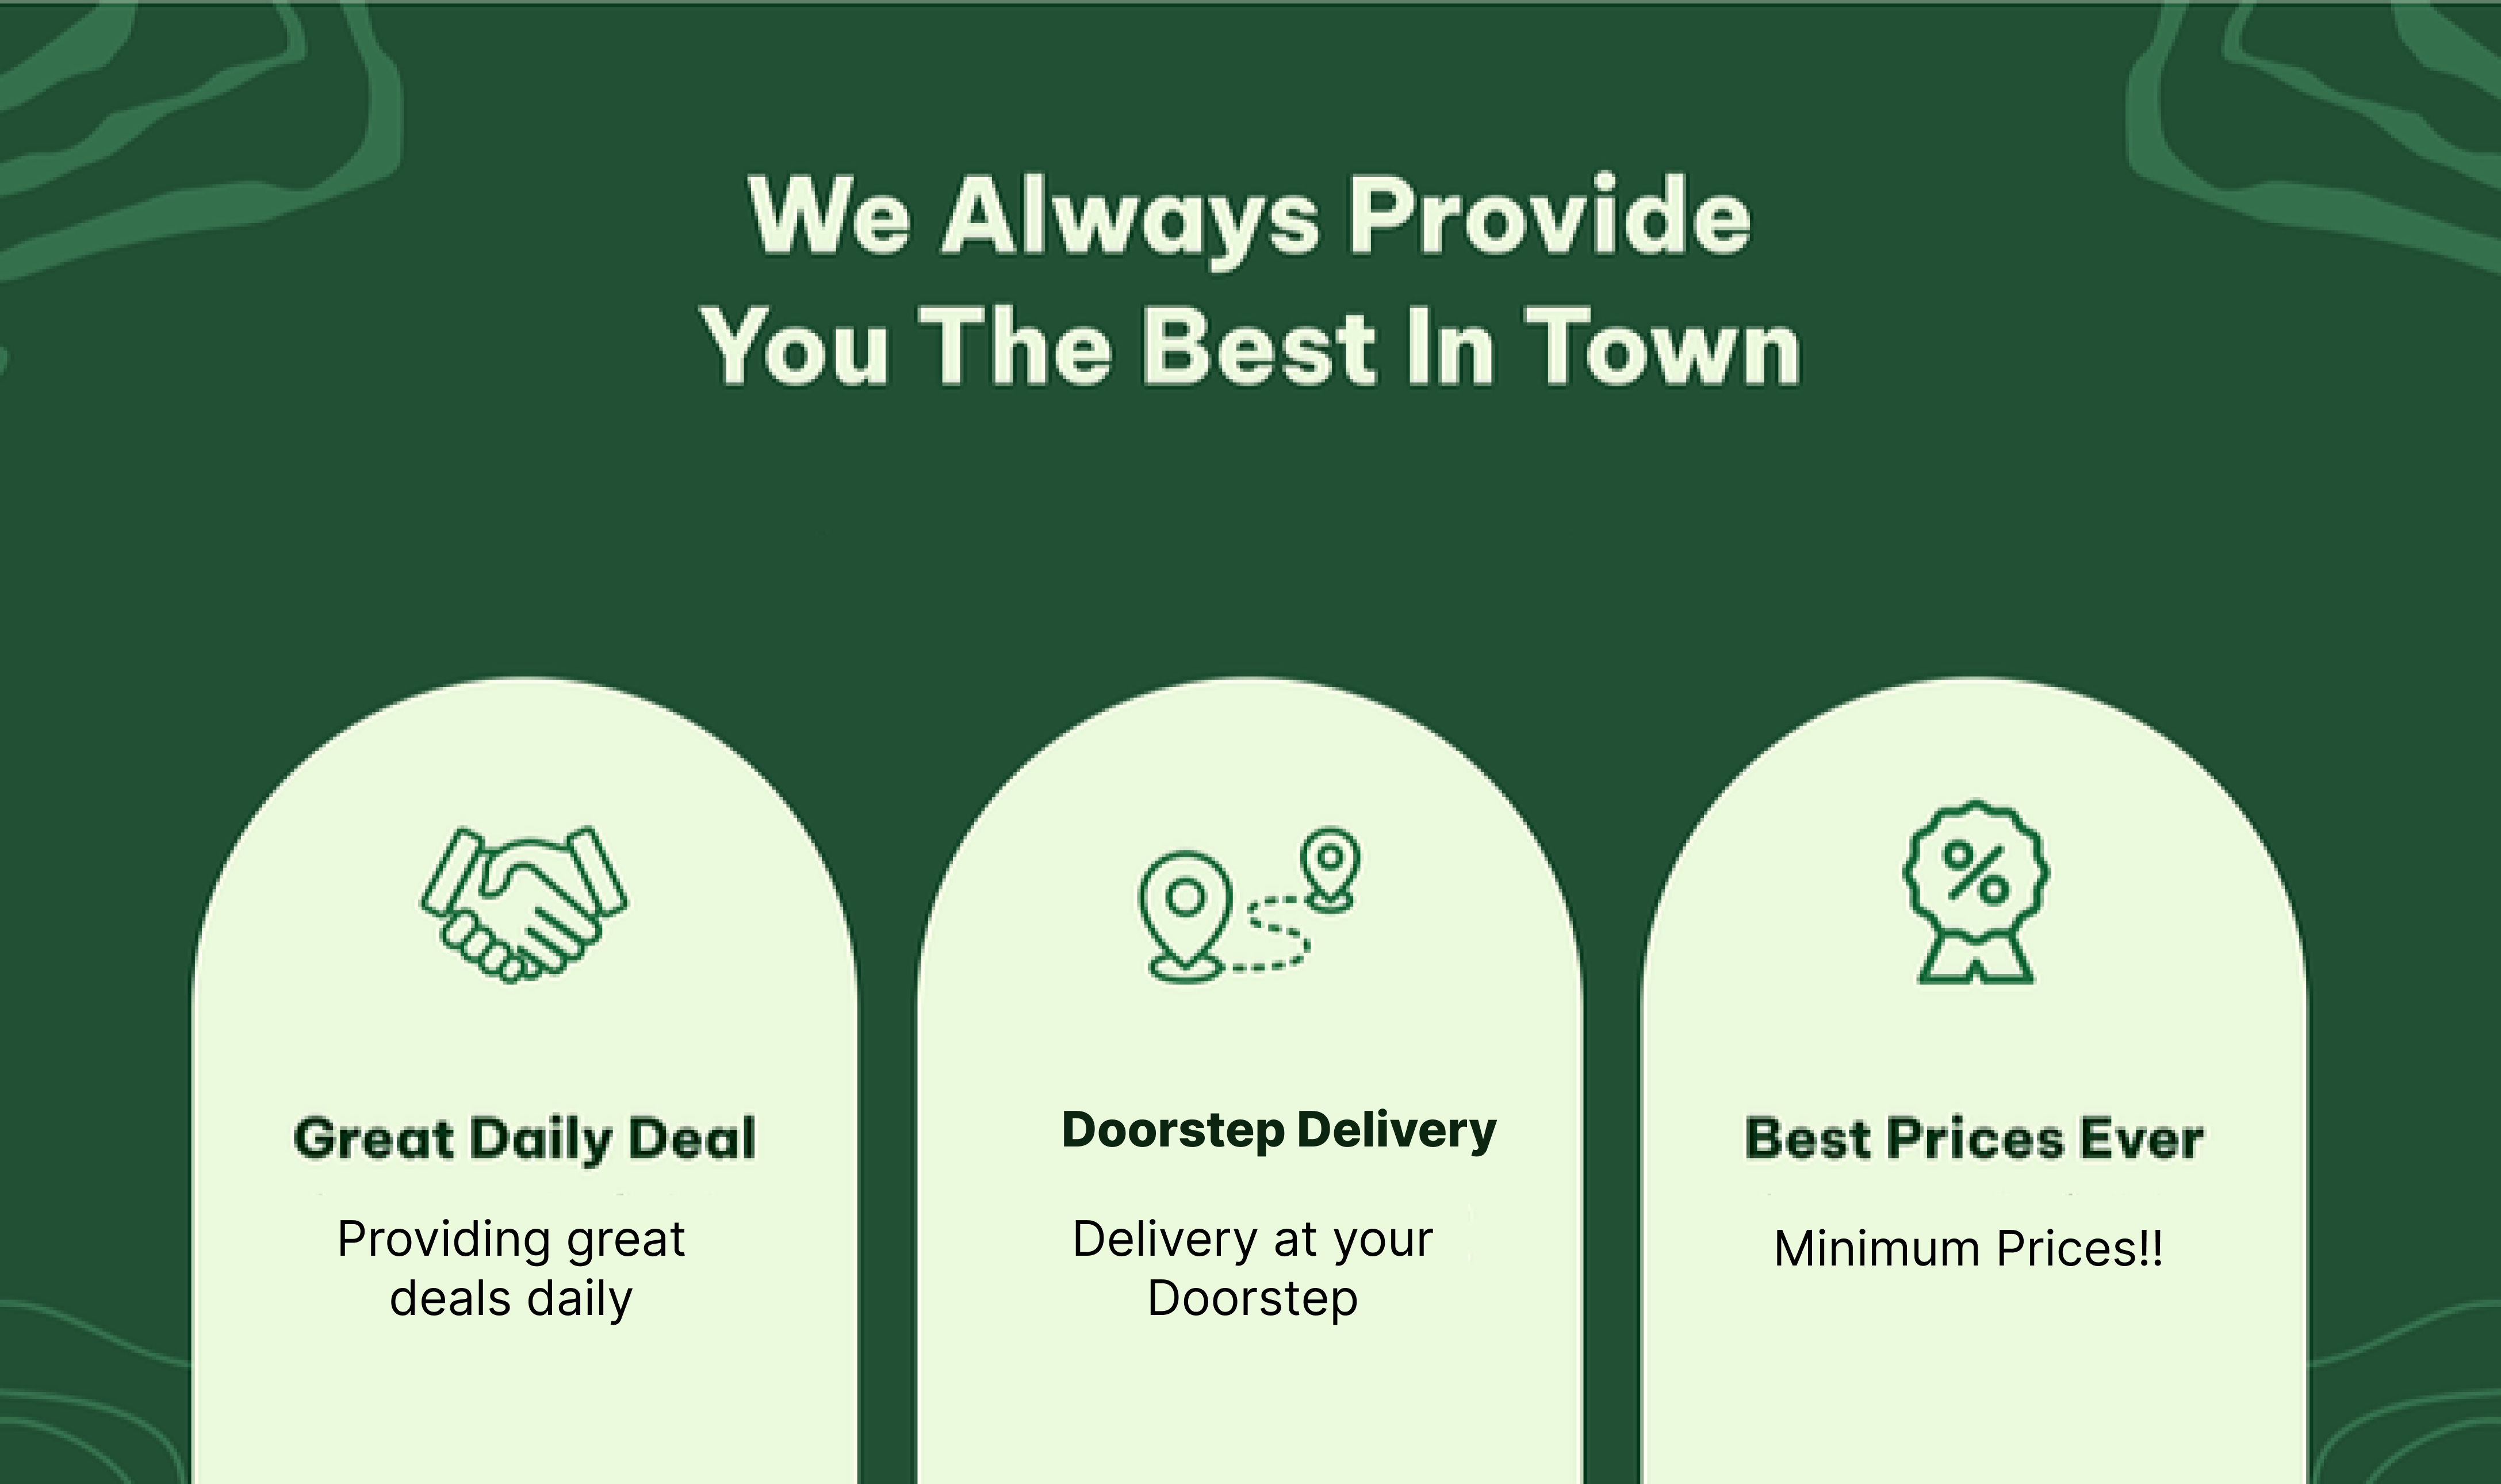 We Always Provide
You The Best In Town
Great Daily Deal
Providing great
deals daily
Doorstep Delivery
Delivery at your
Doorstep
Best Prices Ever
Minimum Prices!!